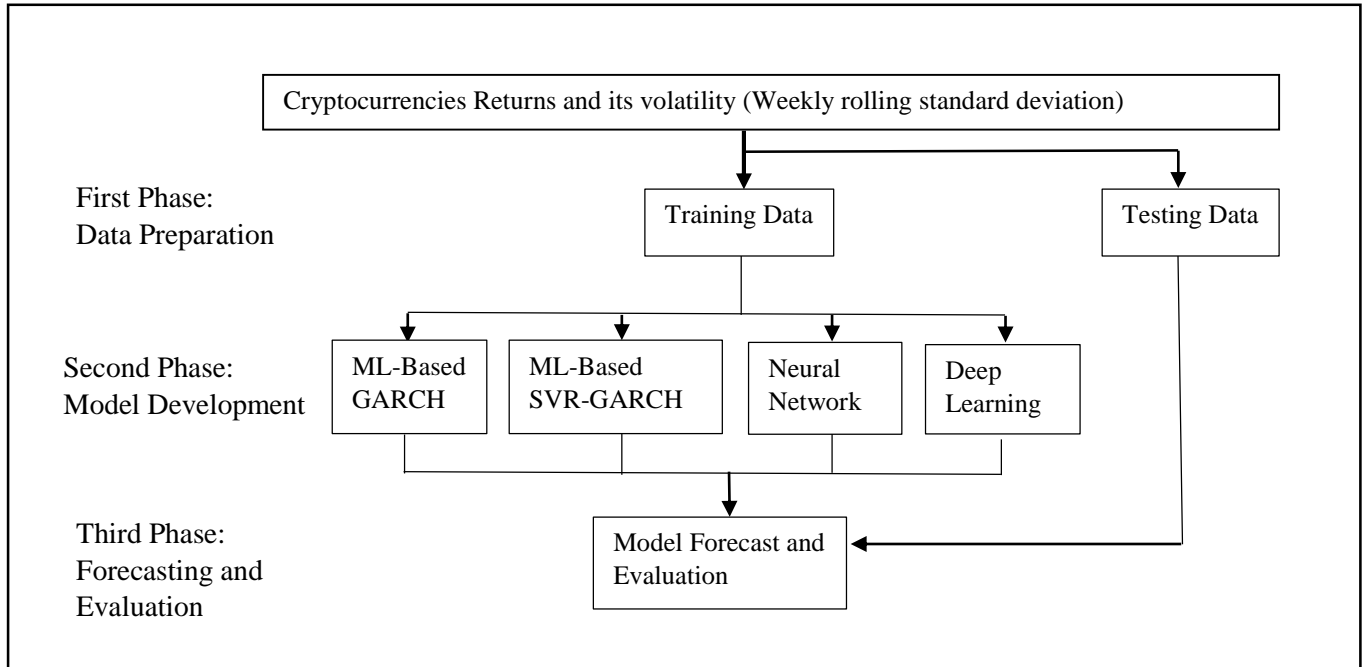 Cryptocurrencies Returns and its volatility (Weekly rolling standard deviation)
First Phase:
Data Preparation
Training Data
Testing Data
Second Phase:
Model Development
ML-Based
GARCH
ML-Based
SVR-GARCH
Neural
Network
Deep
Learning
Third Phase:
Forecasting and
Evaluation
Model Forecast and
Evaluation